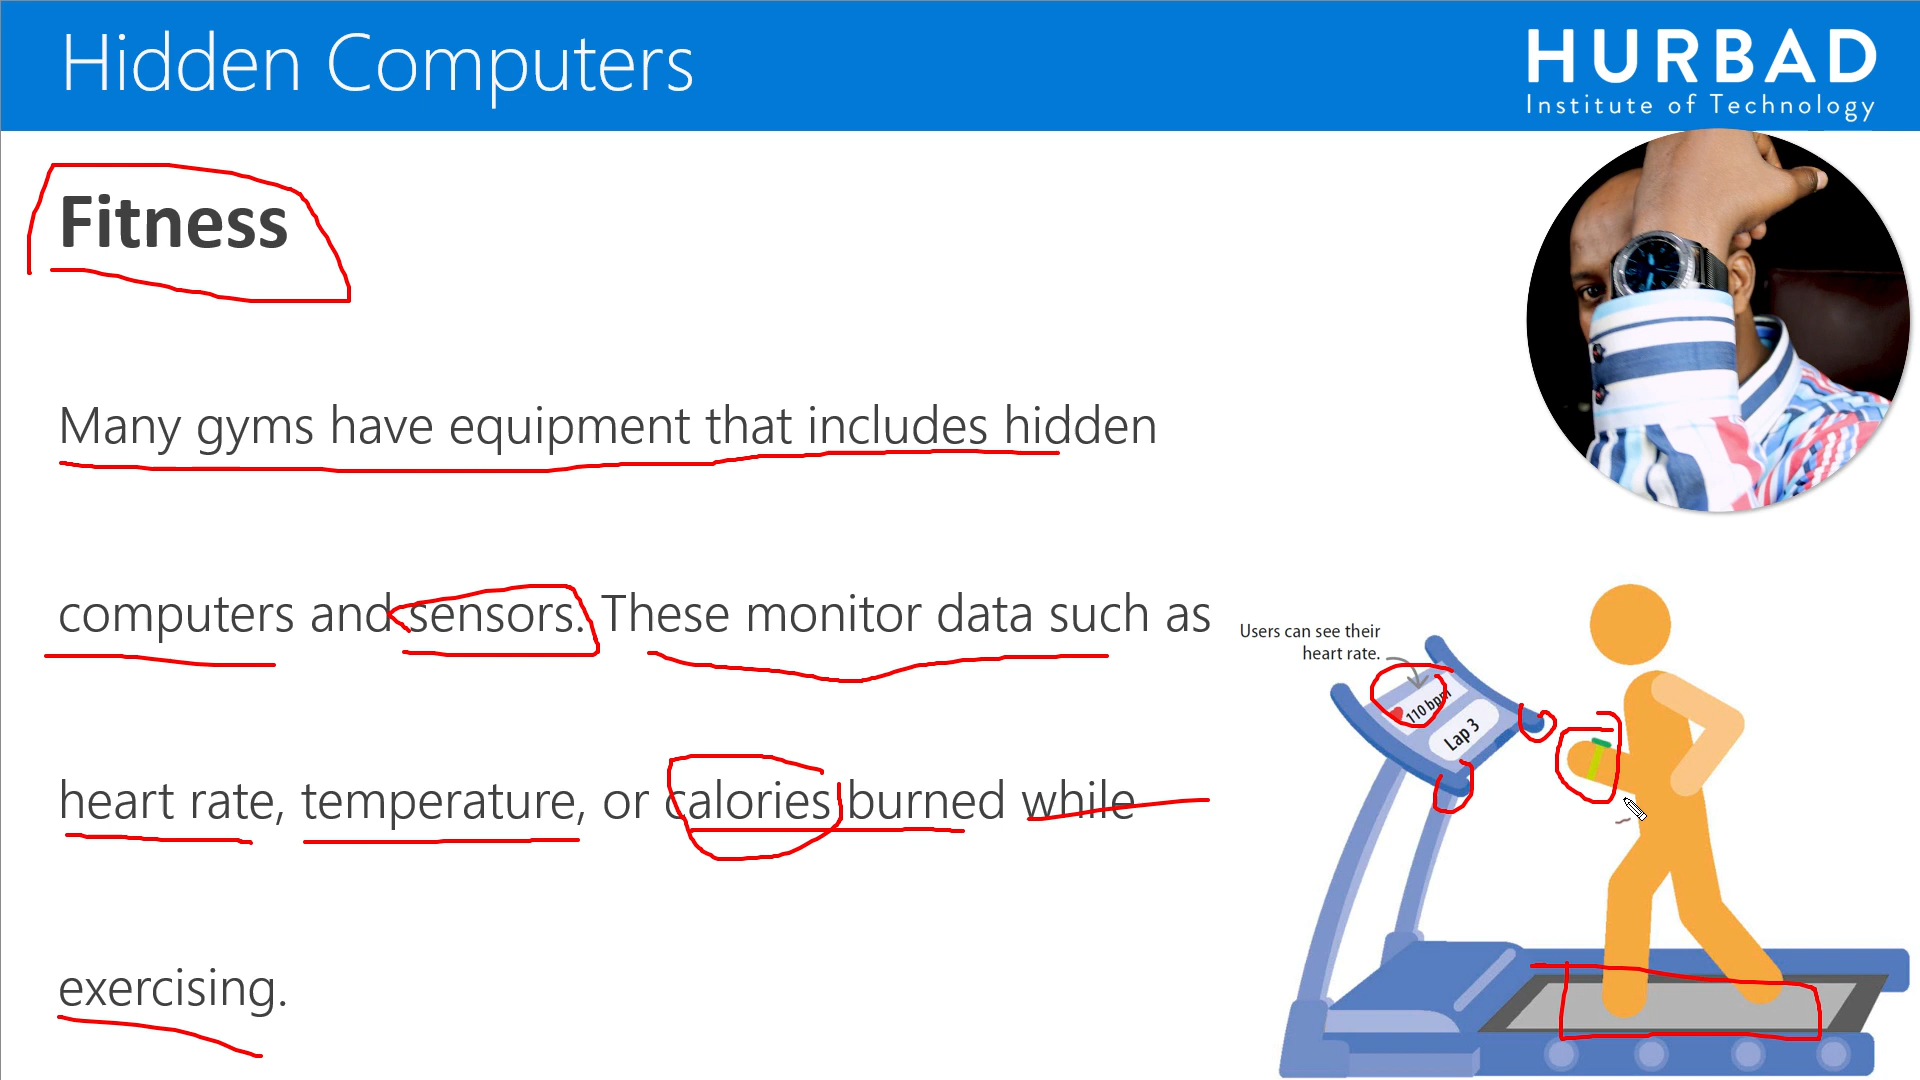 Hidden Computers
HURBAD
Institute of Technology
Fitness
Many gyms have equipment that includes hidden
computers and sensors. These monitor data such as
heart rate, temperature, or calories burned while
exercising.
Users can see their
heart rate.
110 bpm
Lap 3